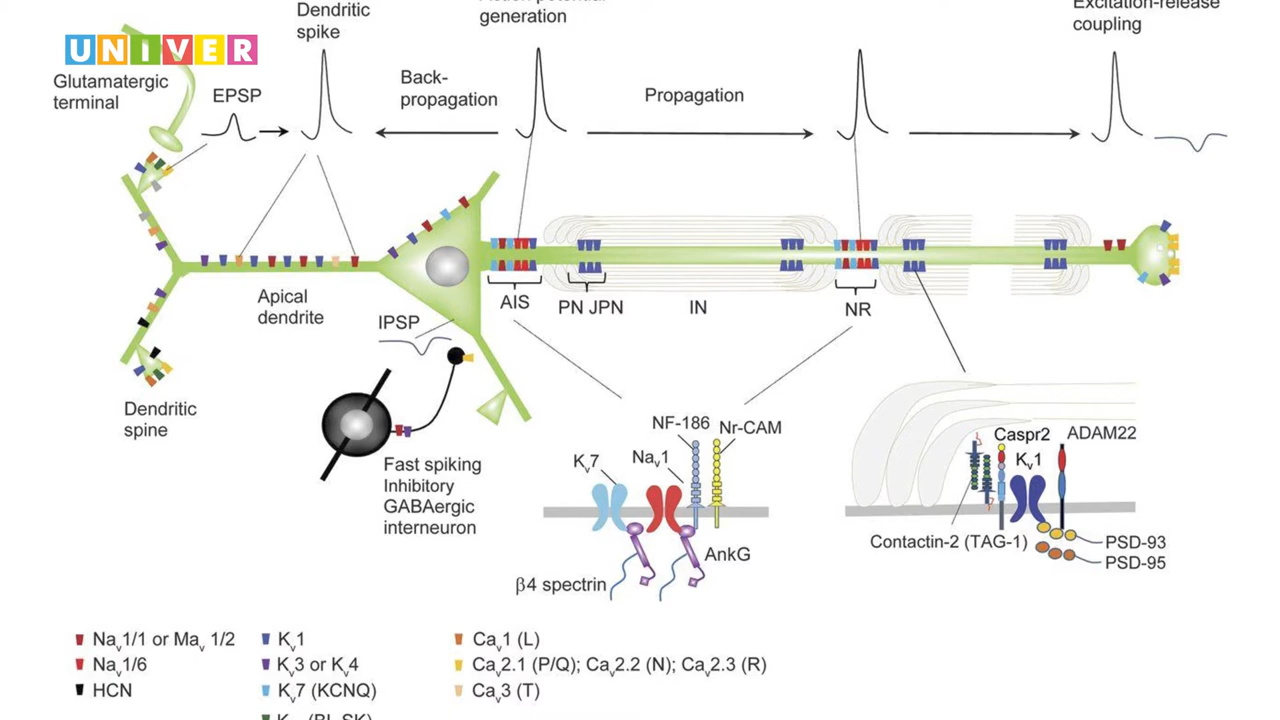 Action potential
generation
Excitation-release
coupling
Dendritic
spike
UNIVER
Glutamatergic
terminal
EPSP
Back-
propagation
Propagation
Apical
dendrite
AIS
PN JPN
IN
NR
IPSP
Dendritic
spine
Fast spiking
Inhibitory
GABAergic
interneuron
NF-186
Nr-CAM
Kv7
Nav1
AnkG
β4 spectrin
Caspr2
ADAM22
Kv1
Contactin-2 (TAG-1)
PSD-93
PSD-95
Nav1/1 or Mav 1/2
Nav1/6
HCN
Kv1
Kv3 or Kv4
Kv7 (KCNQ)
Cav1 (L)
Cav2.1 (P/Q); Cav2.2 (N); Cav2.3 (R)
Cav3 (T)